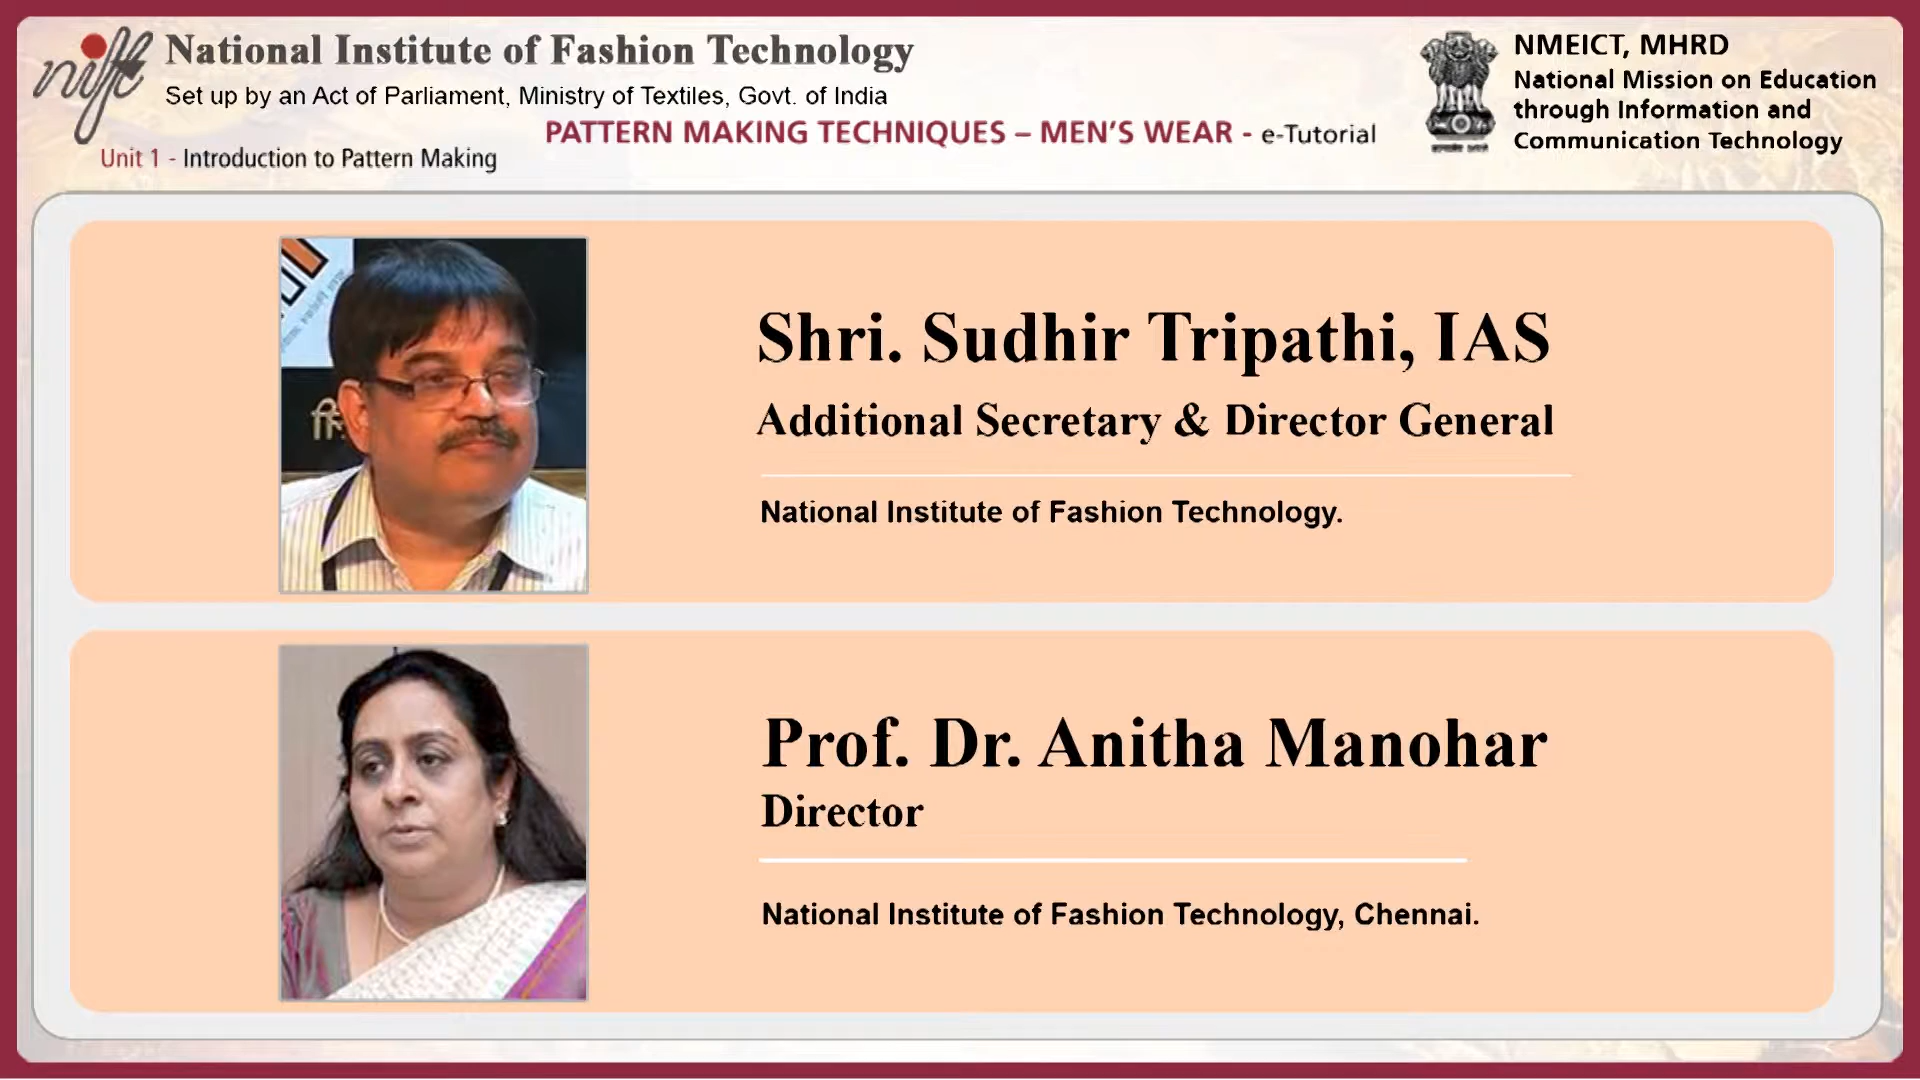 nift
National Institute of Fashion Technology
Set up by an Act of Parliament, Ministry of Textiles, Govt. of India
PATTERN MAKING TECHNIQUES – MEN'S WEAR - e-Tutorial
Unit 1 - Introduction to Pattern Making
NMEICT, MHRD
National Mission on Education
through Information and
Communication Technology
Shri. Sudhir Tripathi, IAS
Additional Secretary & Director General
National Institute of Fashion Technology.
Prof. Dr. Anitha Manohar
Director
National Institute of Fashion Technology, Chennai.